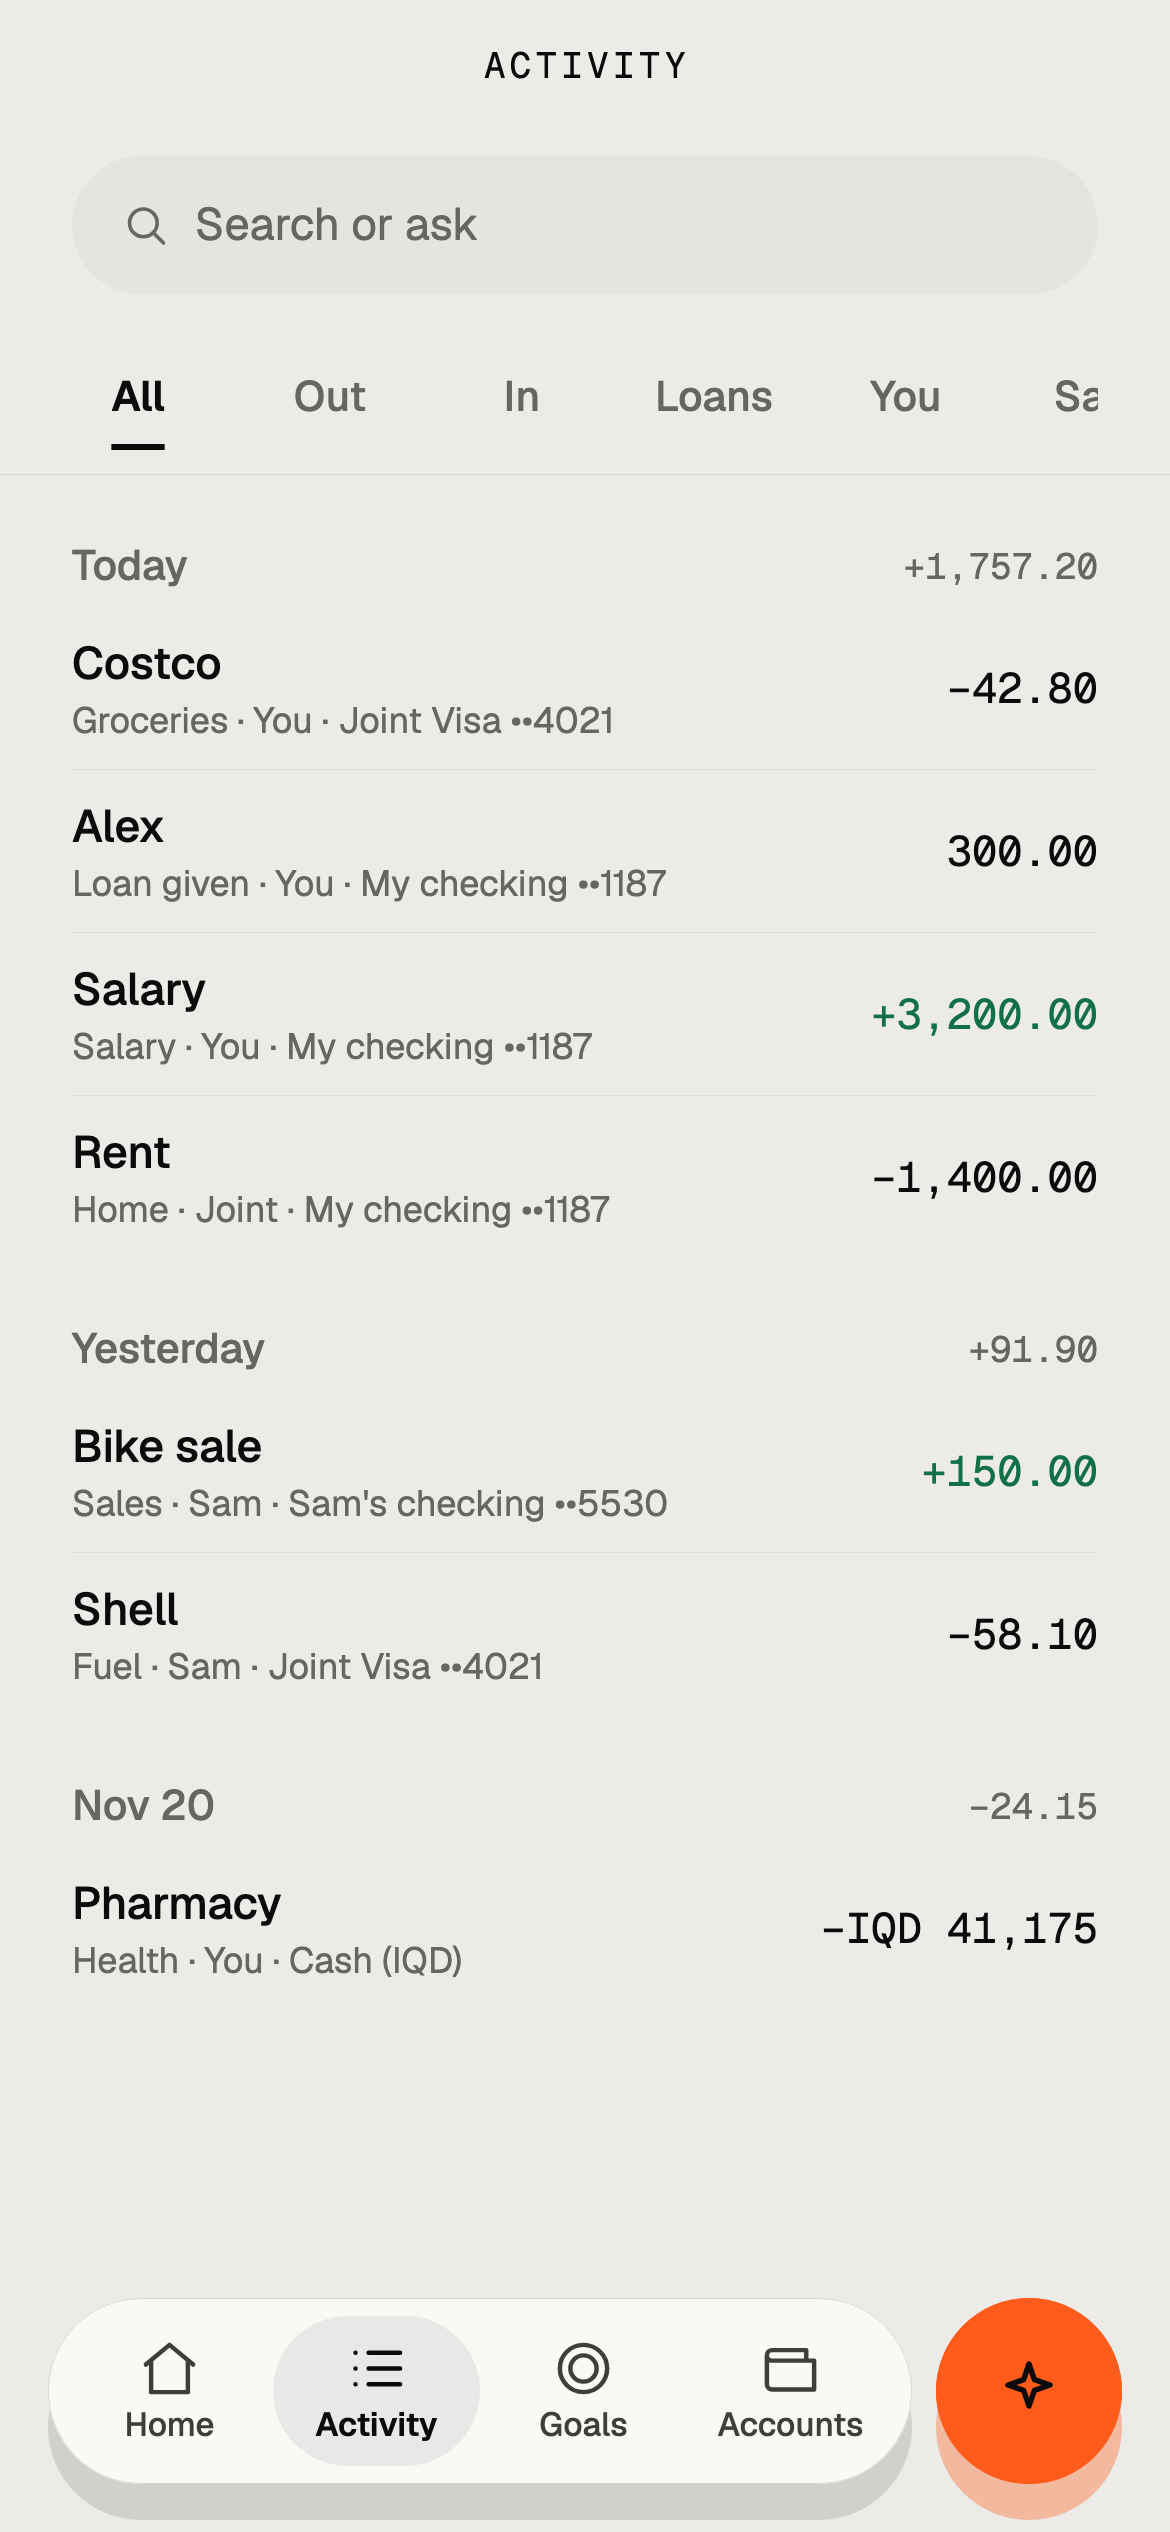 ACTIVITY
Search or ask
All Out In Loans You Sa
Today +1,757.20
Costco
−42.80
Groceries · You · Joint Visa ••4021
Alex
300.00
Loan given · You · My checking ••1187
Salary
+3,200.00
Salary · You · My checking ••1187
Rent
−1,400.00
Home · Joint · My checking ••1187
Yesterday +91.90
Bike sale
+150.00
Sales · Sam · Sam's checking ••5530
Shell
−58.10
Fuel · Sam · Joint Visa ••4021
Nov 20 −24.15
Pharmacy
−IQD 41,175
Health · You · Cash (IQD)
Home Activity Goals Accounts